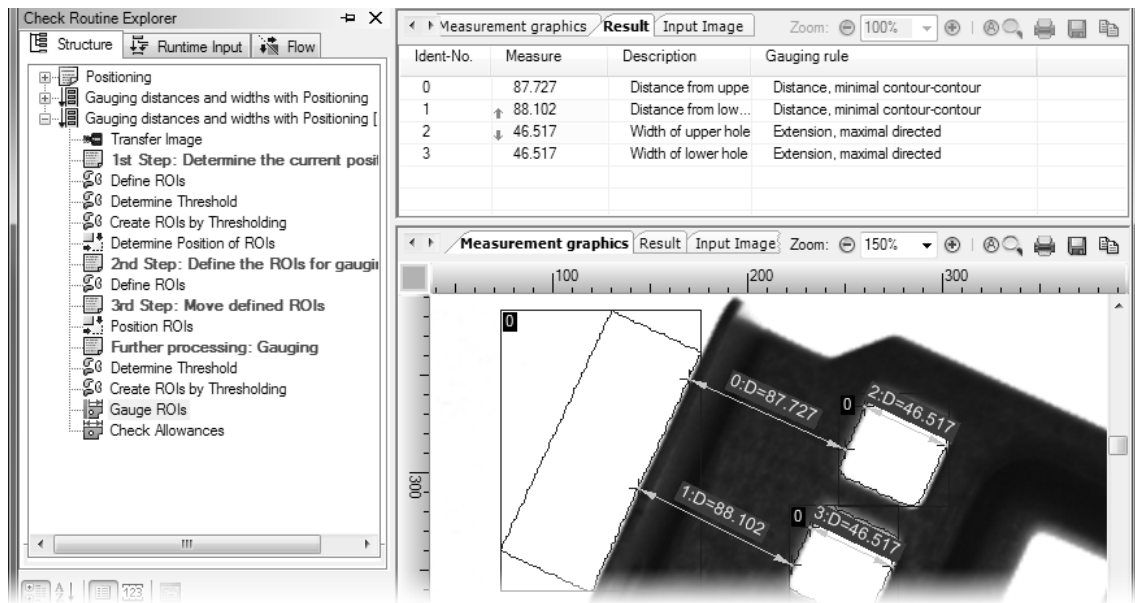 Check Routine Explorer
Structure Runtime Input Flow
Positioning
Gauging distances and widths with Positioning
Gauging distances and widths with Positioning [
Transfer Image
1st Step: Determine the current posit
Define ROIs
Determine Threshold
Create ROIs by Thresholding
Determine Position of ROIs
2nd Step: Define the ROIs for gaugin
Define ROIs
3rd Step: Move defined ROIs
Position ROIs
Further processing: Gauging
Determine Threshold
Create ROIs by Thresholding
Gauge ROIs
Check Allowances
123
Measurement graphics Result Input Image Zoom: 100%
Ident-No. Measure Description Gauging rule
0 87.727 Distance from uppe Distance, minimal contour-contour
1 88.102 Distance from low... Distance, minimal contour-contour
2 46.517 Width of upper hole Extension, maximal directed
3 46.517 Width of lower hole Extension, maximal directed
Measurement graphics Result Input Image Zoom: 150%
100 200 300
300
0
0:D=87.727
0
2:D=46.517
1:D=88.102
0
3:D=46.517